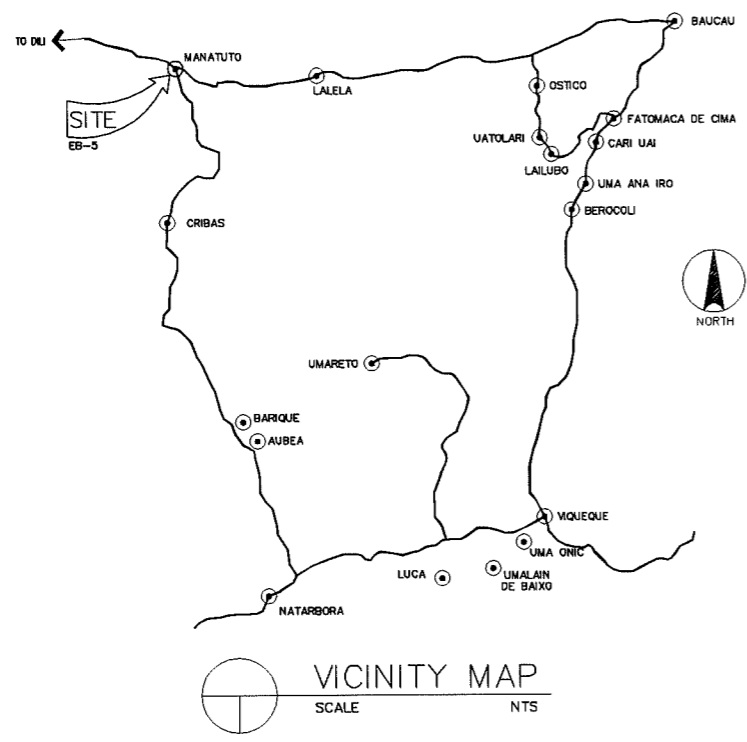 BAUCAU
TO DILI
MANATUTO
LALELA
OSTICO
SITE
EB-5
FATOMACA DE CIMA
UATOLARI
CARI UAI
LAILUBO
UMA ANA IRO
BEROCOLI
CRIBAS
NORTH
UMARETO
BARIQUE
AUBEA
VIQUEQUE
UMA ONIC
LUCA
UMALAIN
DE BAIXO
NATARBORA
VICINITY MAP
SCALE NTS